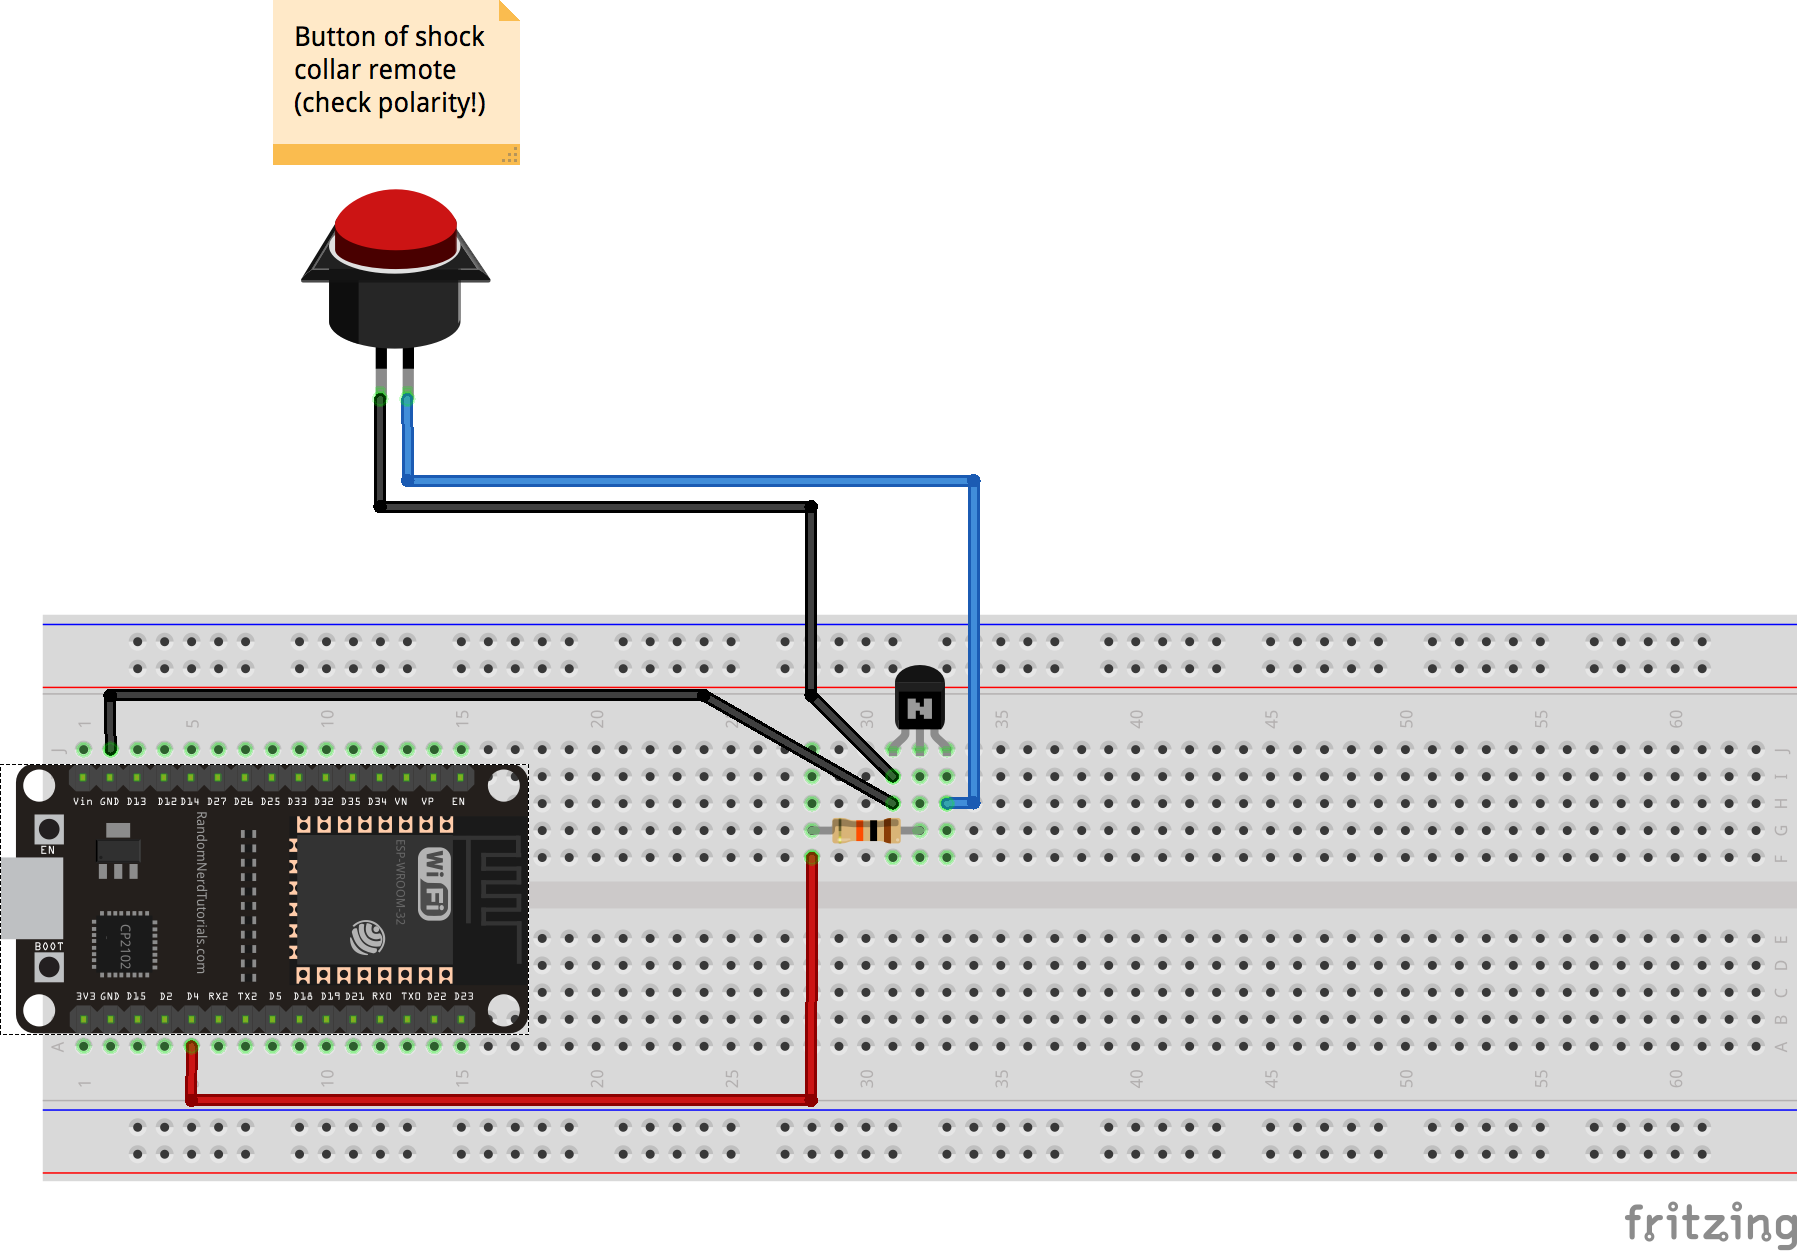 Button of shock
collar remote
(check polarity!)
1 5 10 15 20 25 30 35 40 45 50 55 60
J J
I
H
G
F
Vin GND D13 D12 D14 D27 D26 D25 D33 D32 D35 D34 VN VP EN
EN
RandomNerdTutorials.com
ESP-WROOM-32
WiFi
CP2102
BOOT
N
3V3 GND D15 D2 D4 RX2 TX2 D5 D18 D19 D21 RX0 TX0 D22 D23
E
D
C
B
A A
1 10 15 20 25 30 35 40 45 50 55 60
fritzing